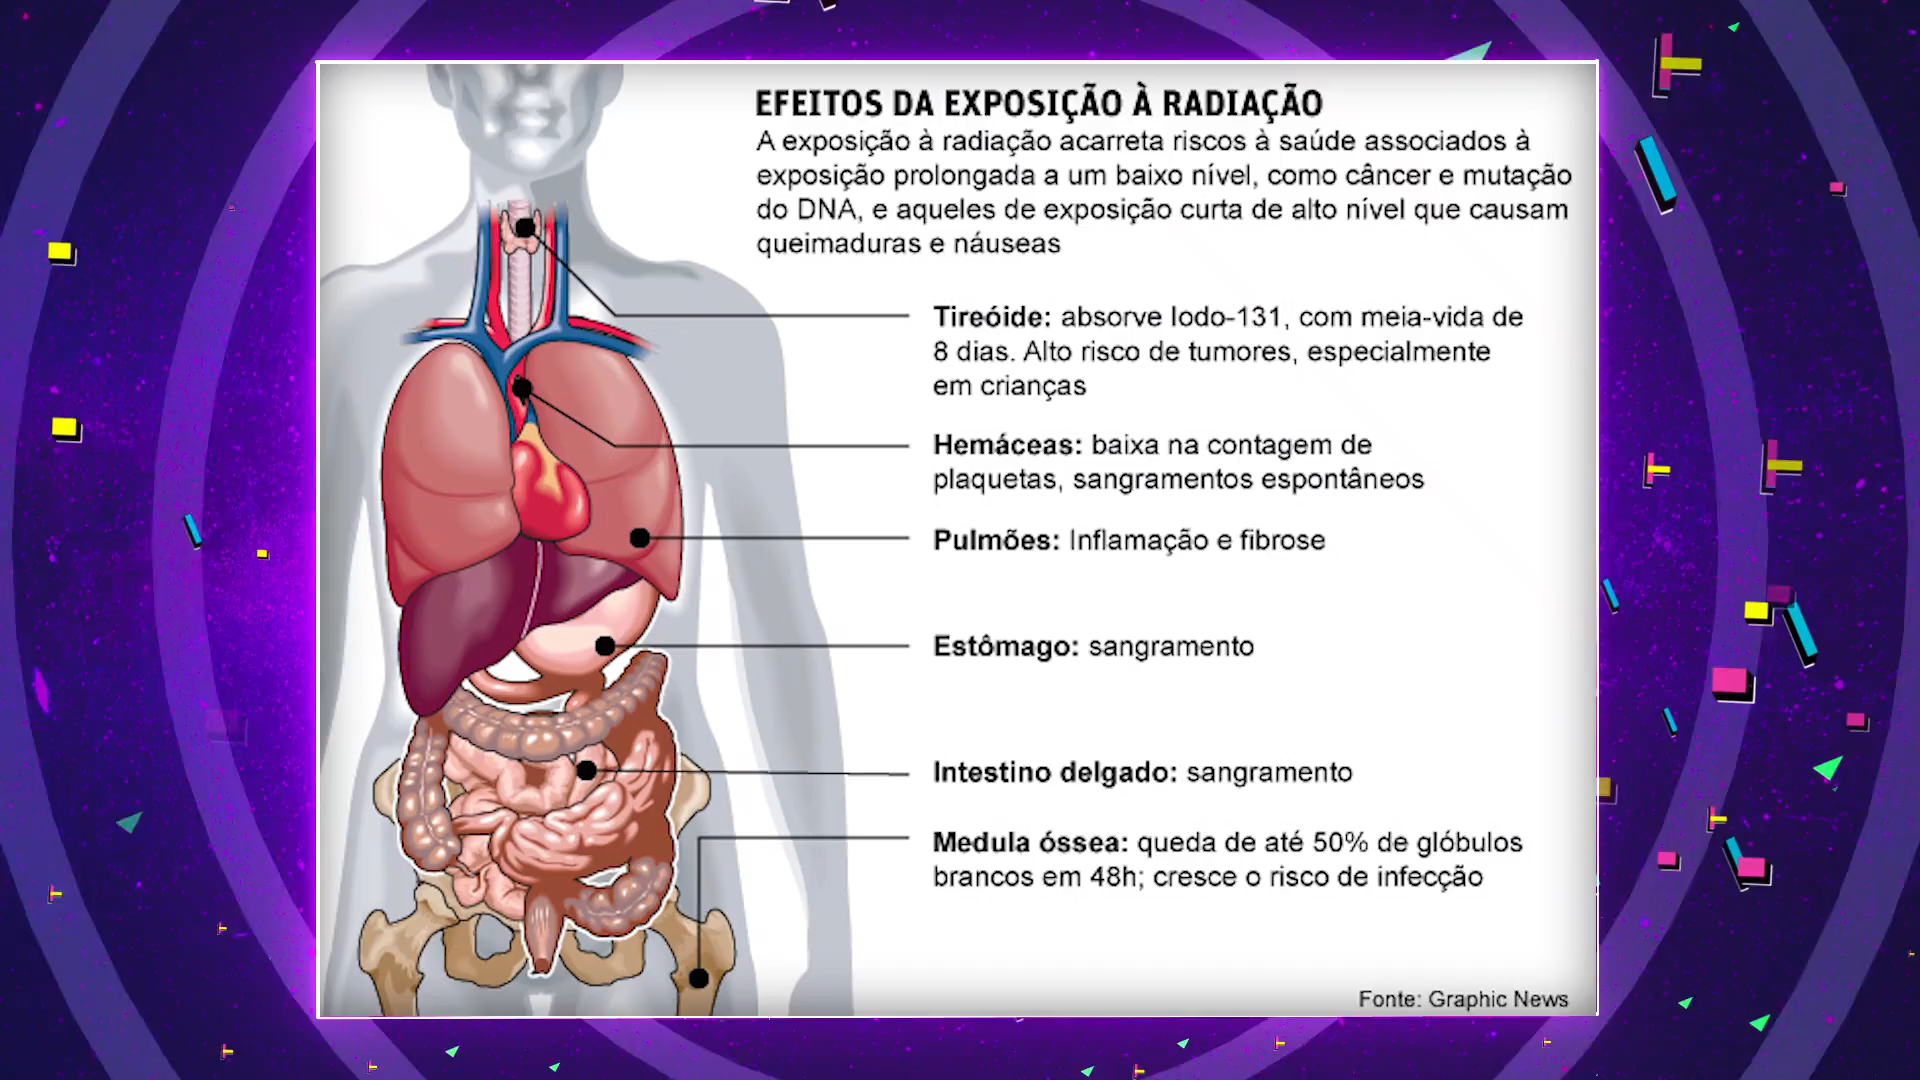 EFEITOS DA EXPOSIÇÃO À RADIAÇÃO
A exposição à radiação acarreta riscos à saúde associados à
exposição prolongada a um baixo nível, como câncer e mutação
do DNA, e aqueles de exposição curta de alto nível que causam
queimaduras e náuseas
Tireóide: absorve Iodo-131, com meia-vida de
8 dias. Alto risco de tumores, especialmente
em crianças
Hemáceas: baixa na contagem de
plaquetas, sangramentos espontâneos
Pulmões: Inflamação e fibrose
Estômago: sangramento
Intestino delgado: sangramento
Medula óssea: queda de até 50% de glóbulos
brancos em 48h; cresce o risco de infecção
Fonte: Graphic News